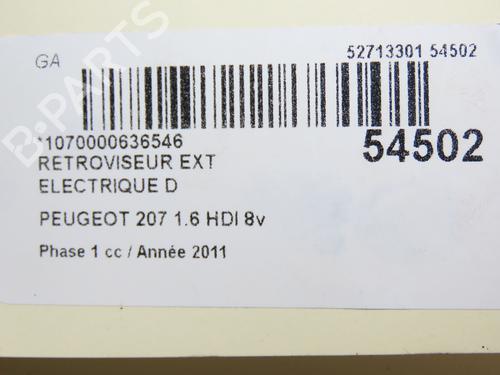 GA
52713301 54502
*1070000636546
54502
RETROVISEUR EXT
ELECTRIQUE D
PEUGEOT 207 1.6 HDI 8v
Phase 1 cc / Année 2011
B-PARTS